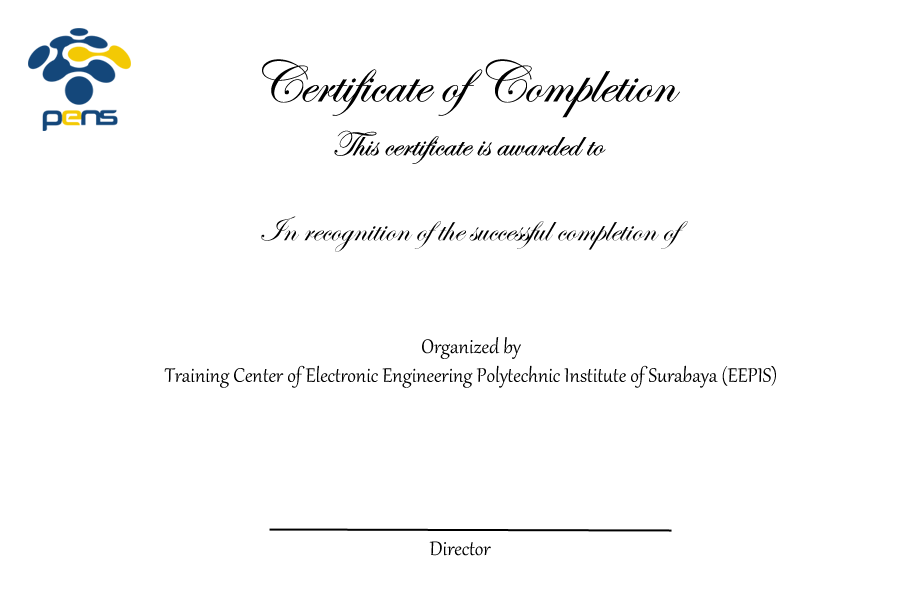 pens
Certificate of Completion
This certificate is awarded to
In recognition of the successful completion of
Organized by
Training Center of Electronic Engineering Polytechnic Institute of Surabaya (EEPIS)
Director